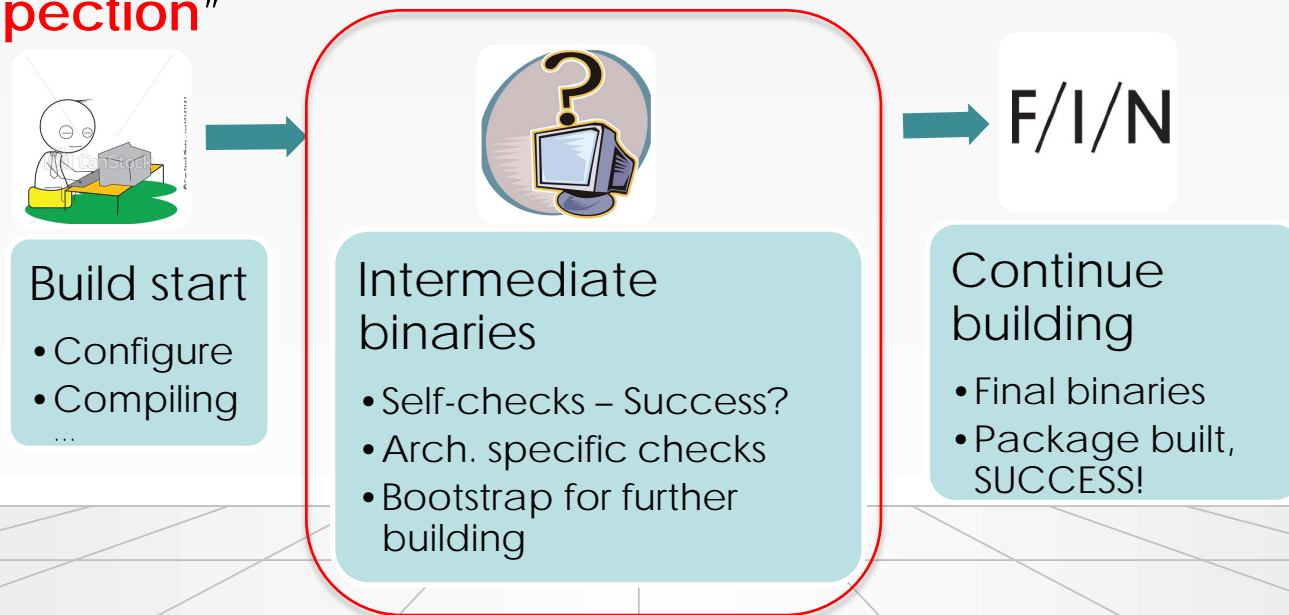 pection"
CanStock
F/I/N
Build start
• Configure
• Compiling
...
Intermediate
binaries
• Self-checks – Success?
• Arch. specific checks
• Bootstrap for further
building
Continue
building
• Final binaries
• Package built,
SUCCESS!